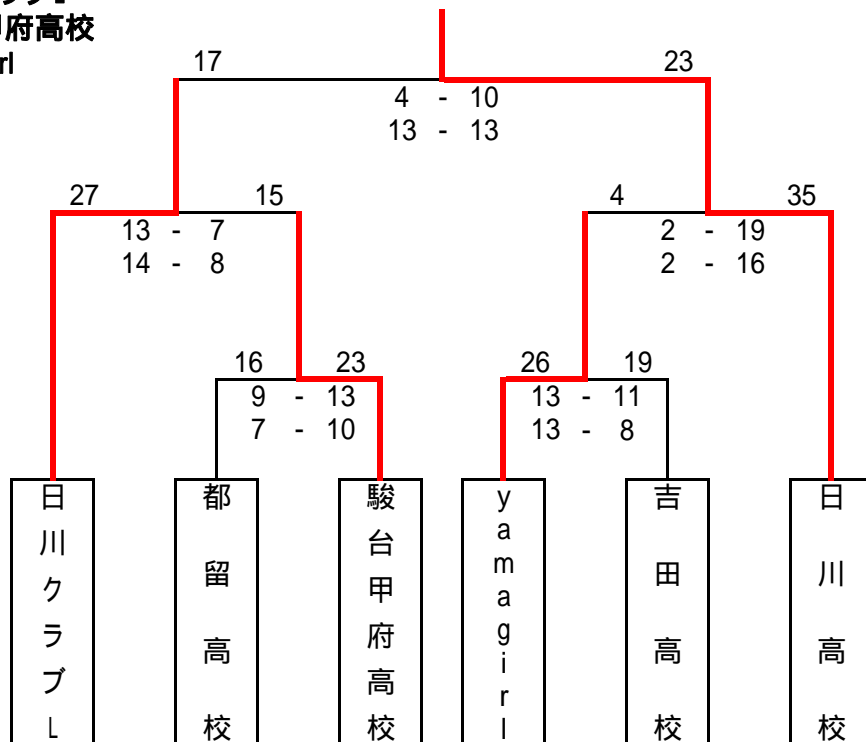 甲府高校
rl
17 23
4 - 10
13 - 13
27 15 4 35
13 - 7 2 - 19
14 - 8 2 - 16
16 23 26 19
9 - 13 13 - 11
7 - 10 13 - 8
日川クラブL
都留高校
駿台甲府高校
yamagirl
吉田高校
日川高校